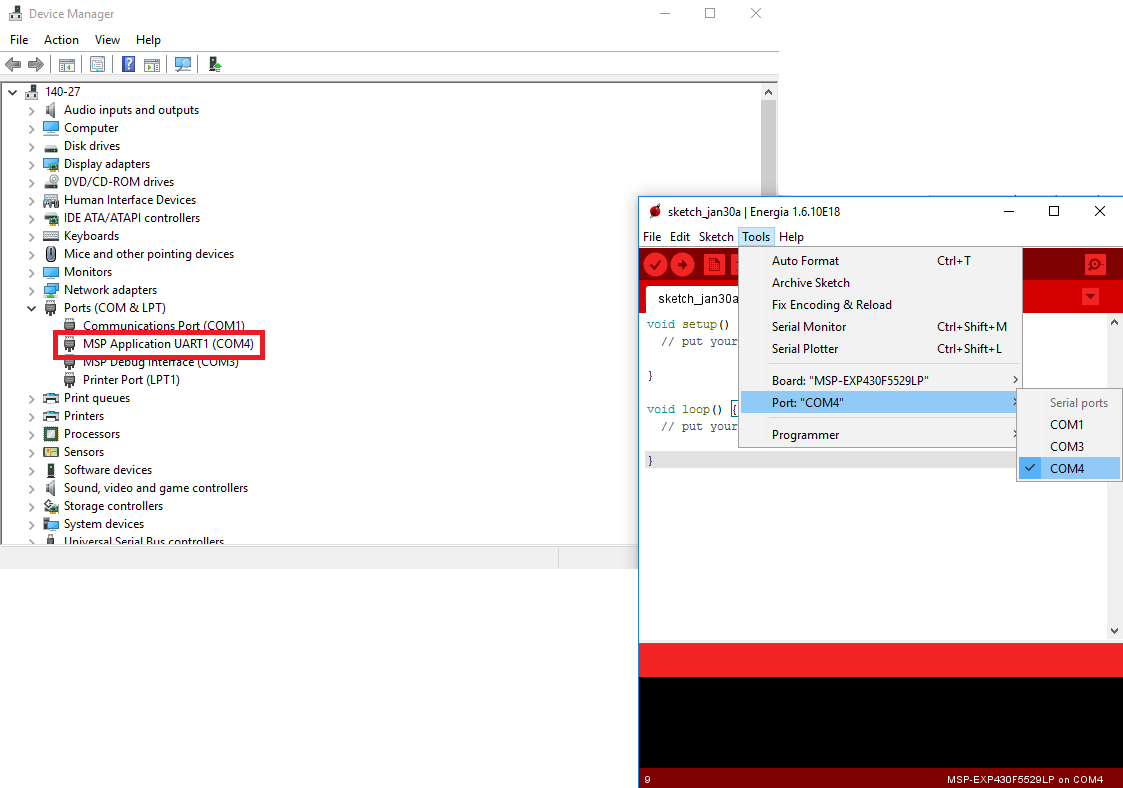 Device Manager
File Action View Help
140-27
Audio inputs and outputs
Computer
Disk drives
Display adapters
DVD/CD-ROM drives
Human Interface Devices
IDE ATA/ATAPI controllers
Keyboards
Mice and other pointing devices
Monitors
Network adapters
Ports (COM & LPT)
Communications Port (COM1)
MSP Application UART1 (COM4)
MSP Debug Interface (COM3)
Printer Port (LPT1)
Print queues
Printers
Processors
Sensors
Software devices
Sound, video and game controllers
Storage controllers
System devices
Universal Serial Bus controllers
sketch_jan30a | Energia 1.6.10E18
File Edit Sketch Tools Help
sketch_jan30a
void setup()
// put your
}
void loop() {
// put your
}
Auto Format Ctrl+T
Archive Sketch
Fix Encoding & Reload
Serial Monitor Ctrl+Shift+M
Serial Plotter Ctrl+Shift+L
Board: "MSP-EXP430F5529LP"
Port: "COM4"
Programmer
Serial ports
COM1
COM3
COM4
9 MSP-EXP430F5529LP on COM4